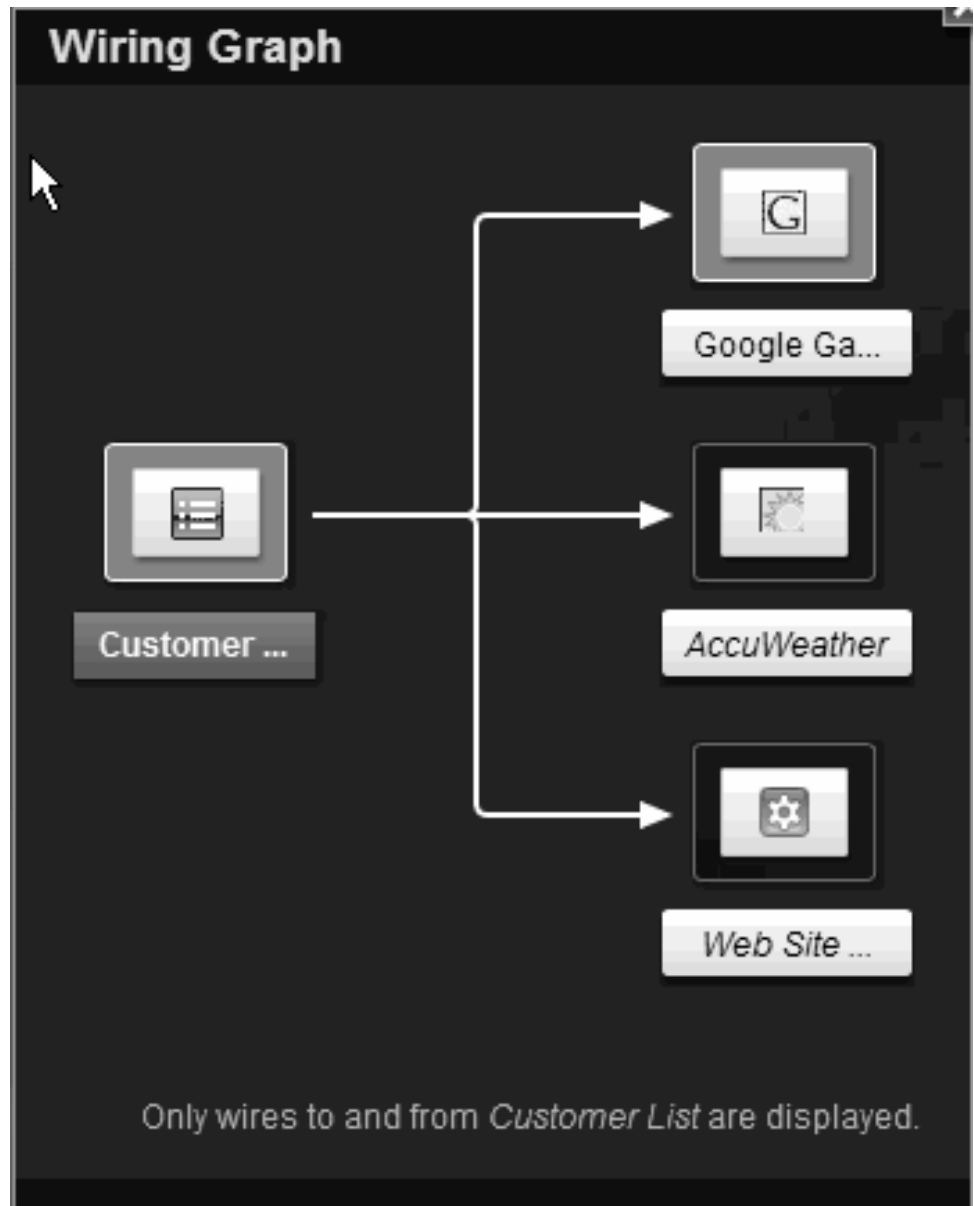 Wiring Graph
G
Google Ga...
Customer ...
AccuWeather
Web Site ...
Only wires to and from Customer List are displayed.